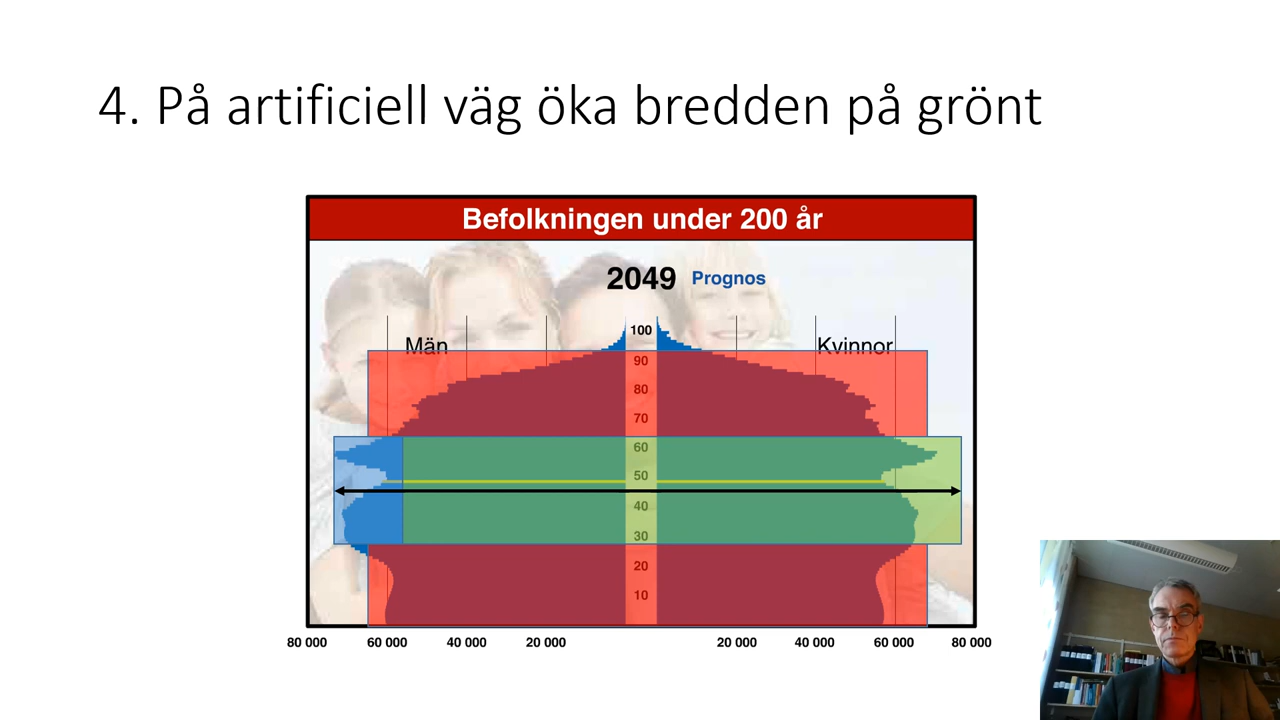 4. På artificiell väg öka bredden på grönt
Befolkningen under 200 år
2049 Prognos
100
Män
Kvinnor
90
80
70
60
50
40
30
20
10
80 000 60 000 40 000 20 000 20 000 40 000 60 000 80 000